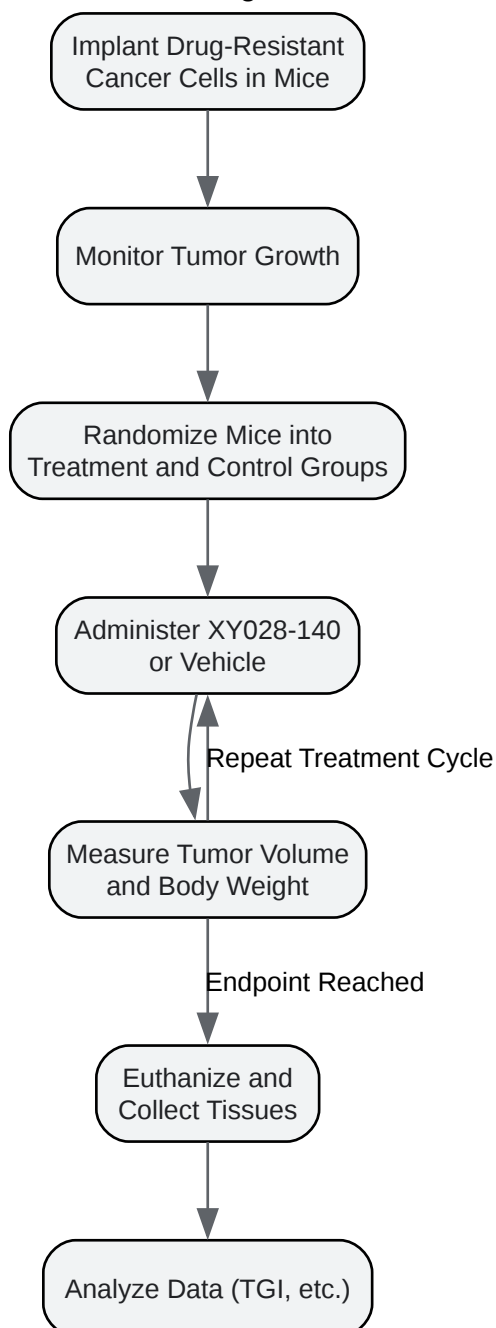 Implant Drug-Resistant
Cancer Cells in Mice
Monitor Tumor Growth
Randomize Mice into
Treatment and Control Groups
Administer XY028-140
or Vehicle
Repeat Treatment Cycle
Measure Tumor Volume
and Body Weight
Endpoint Reached
Euthanize and
Collect Tissues
Analyze Data (TGI, etc.)